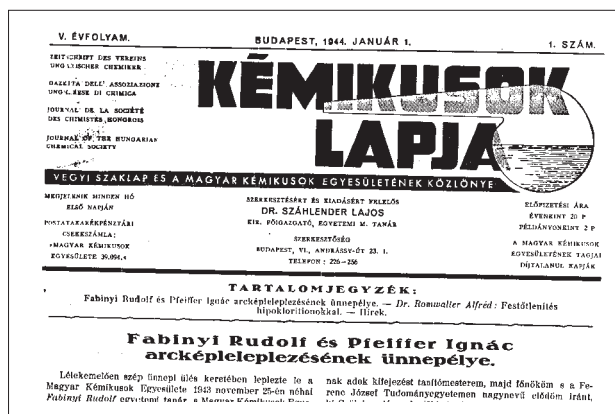 V. ÉVFOLYAM.
BUDAPEST, 1944. JANUÁR 1.
1. SZÁM.
ZEITSCHRIFT DES VEREINS
UNGARISCHER CHEMIKER
GAZZETA DELL' ASSOZIAZIONE
UNGHERESE DI CHIMICA
JOURNAL DE LA SOCIÉTÉ
DES CHIMISTES HONGROIS
JOURNAL OF THE HUNGARIAN
CHEMICAL SOCIETY
KÉMIKUSOK
LAPJA
VEGYI SZAKLAP ÉS A MAGYAR KÉMIKUSOK EGYESÜLETÉNEK KÖZLÖNYE
MEGJELENIK MINDEN HÓ
ELSŐ NAPJÁN
POSTATAKARÉKPÉNZTÁRI
CSEKKSZÁMLA:
»MAGYAR KÉMIKUSOK
EGYESÜLETE 39.094.«
SZERKESZTÉSÉRT ÉS KIADÁSÉRT FELELŐS
DR. SZÁHLENDER LAJOS
KIR. FŐIGAZGATÓ, EGYETEMI M. TANÁR
SZERKESZTŐSÉG
BUDAPEST, VI., ANDRÁSSY-ÚT 23. I.
TELEFON: 226-256
ELŐFIZETÉSI ÁRA
ÉVENKINT 20 P
PÉLDÁNYONKINT 2 P
A MAGYAR KÉMIKUSOK
EGYESÜLETÉNEK TAGJAI
DÍJTALANUL KAPJÁK
TARTALOMJEGYZÉK:
Fabinyi Rudolf és Pfeiffer Ignác arcképleleplezésének ünnepélye. — Dr. Romwalter Alfréd: Festőtlenítés
hipokloritionokkal. — Hírek.
Fabinyi Rudolf és Pfeiffer Ignác
arcképleleplezésének ünnepélye.
Lélekemelően szép ünnepi ülés keretében leplezte le a
Magyar Kémikusok Egyesülete 1943 november 25-én néhai
Fabinyi Rudolf egyetemi tanár, a Magyar Kémikusok
nak adok kifejezést tanítómesterem, majd főnököm s a Fe-
renc József Tudományegyetemen nagynevű elődöm iránt,